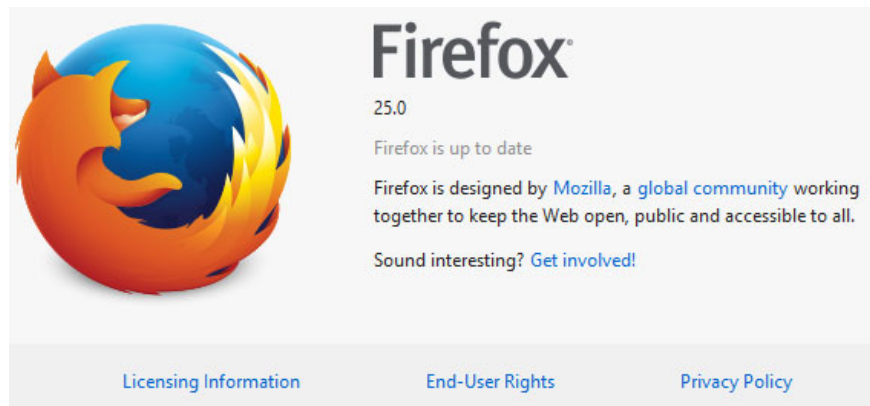 Firefox
25.0
Firefox is up to date
Firefox is designed by Mozilla, a global community working
together to keep the Web open, public and accessible to all.
Sound interesting? Get involved!
Licensing Information End-User Rights Privacy Policy